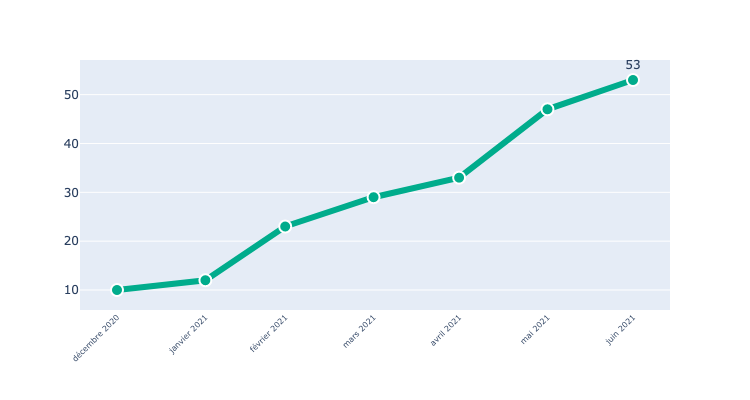 53
50
40
30
20
10
décembre 2020
janvier 2021
février 2021
mars 2021
avril 2021
mai 2021
juin 2021